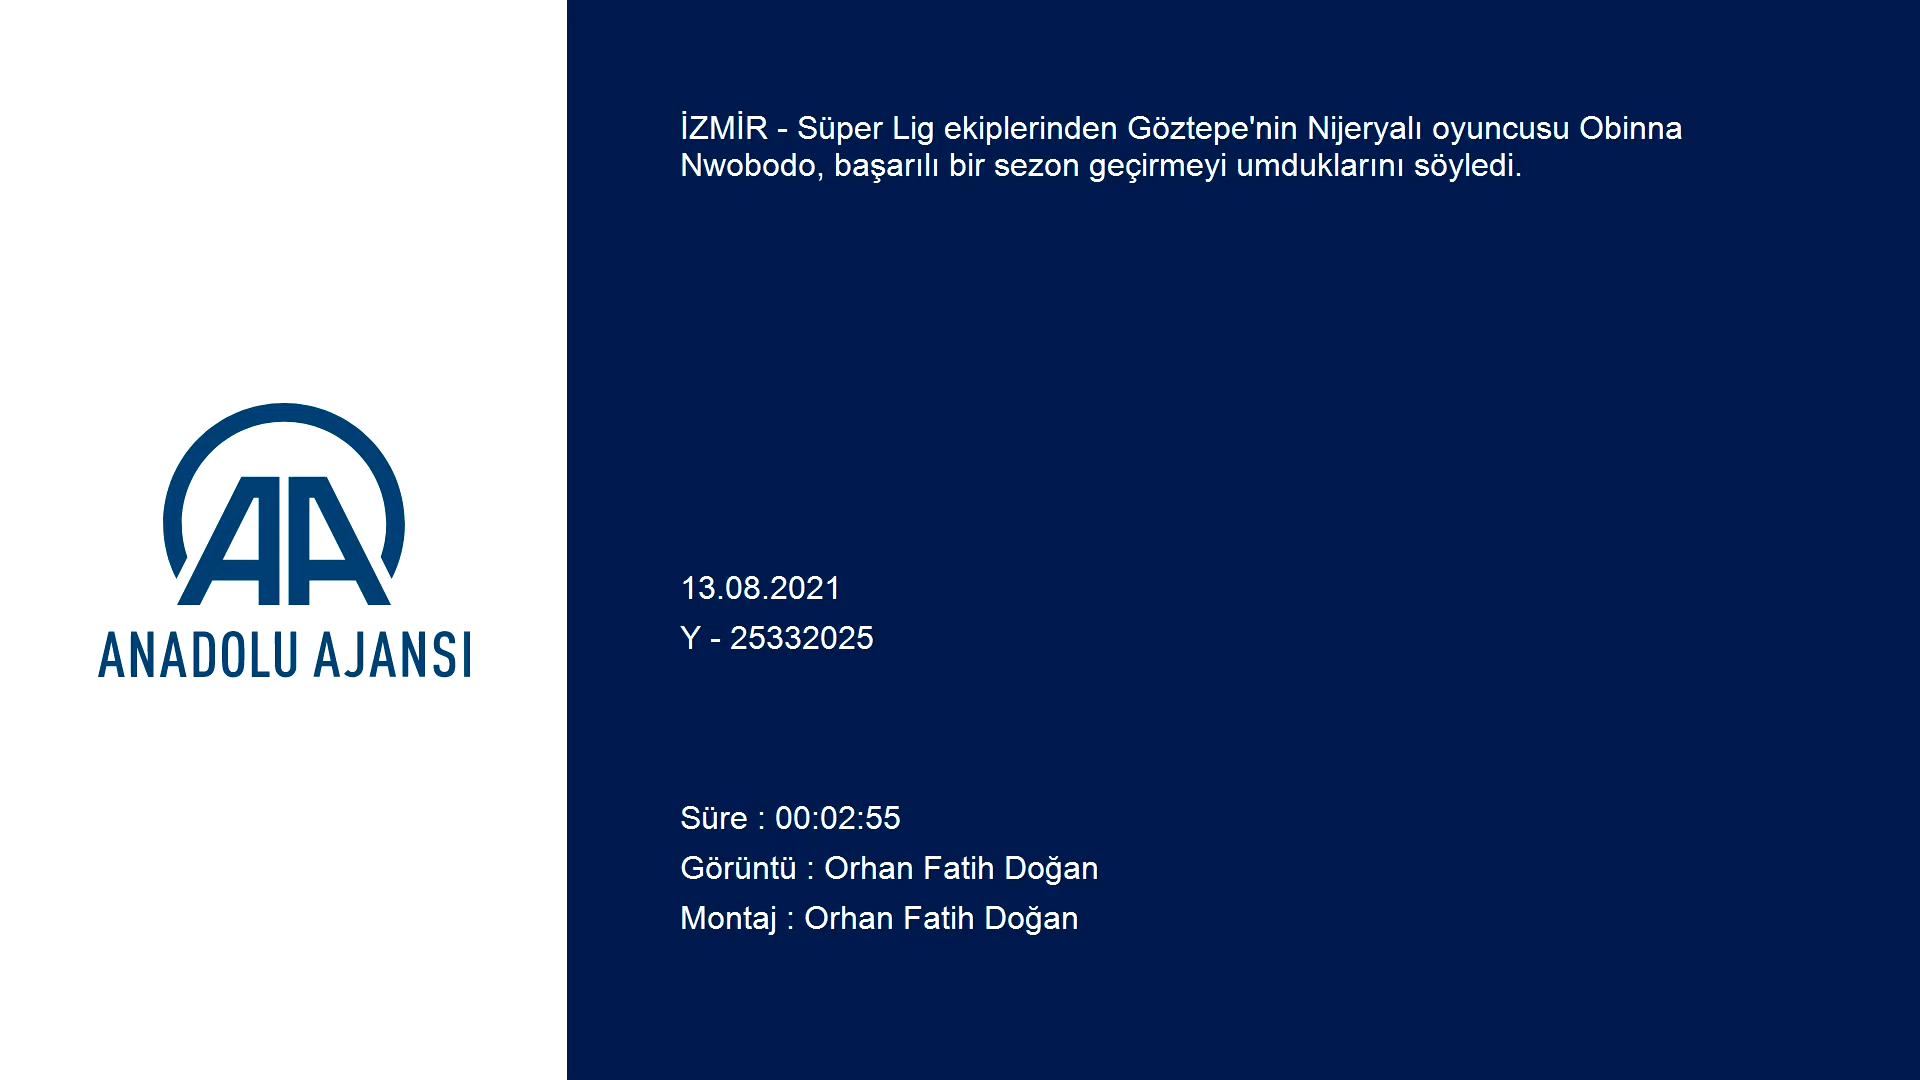 İZMİR - Süper Lig ekiplerinden Göztepe'nin Nijeryalı oyuncusu Obinna
Nwobodo, başarılı bir sezon geçirmeyi umduklarını söyledi.
AA
ANADOLU AJANSI
13.08.2021
Y - 25332025
Süre : 00:02:55
Görüntü : Orhan Fatih Doğan
Montaj : Orhan Fatih Doğan